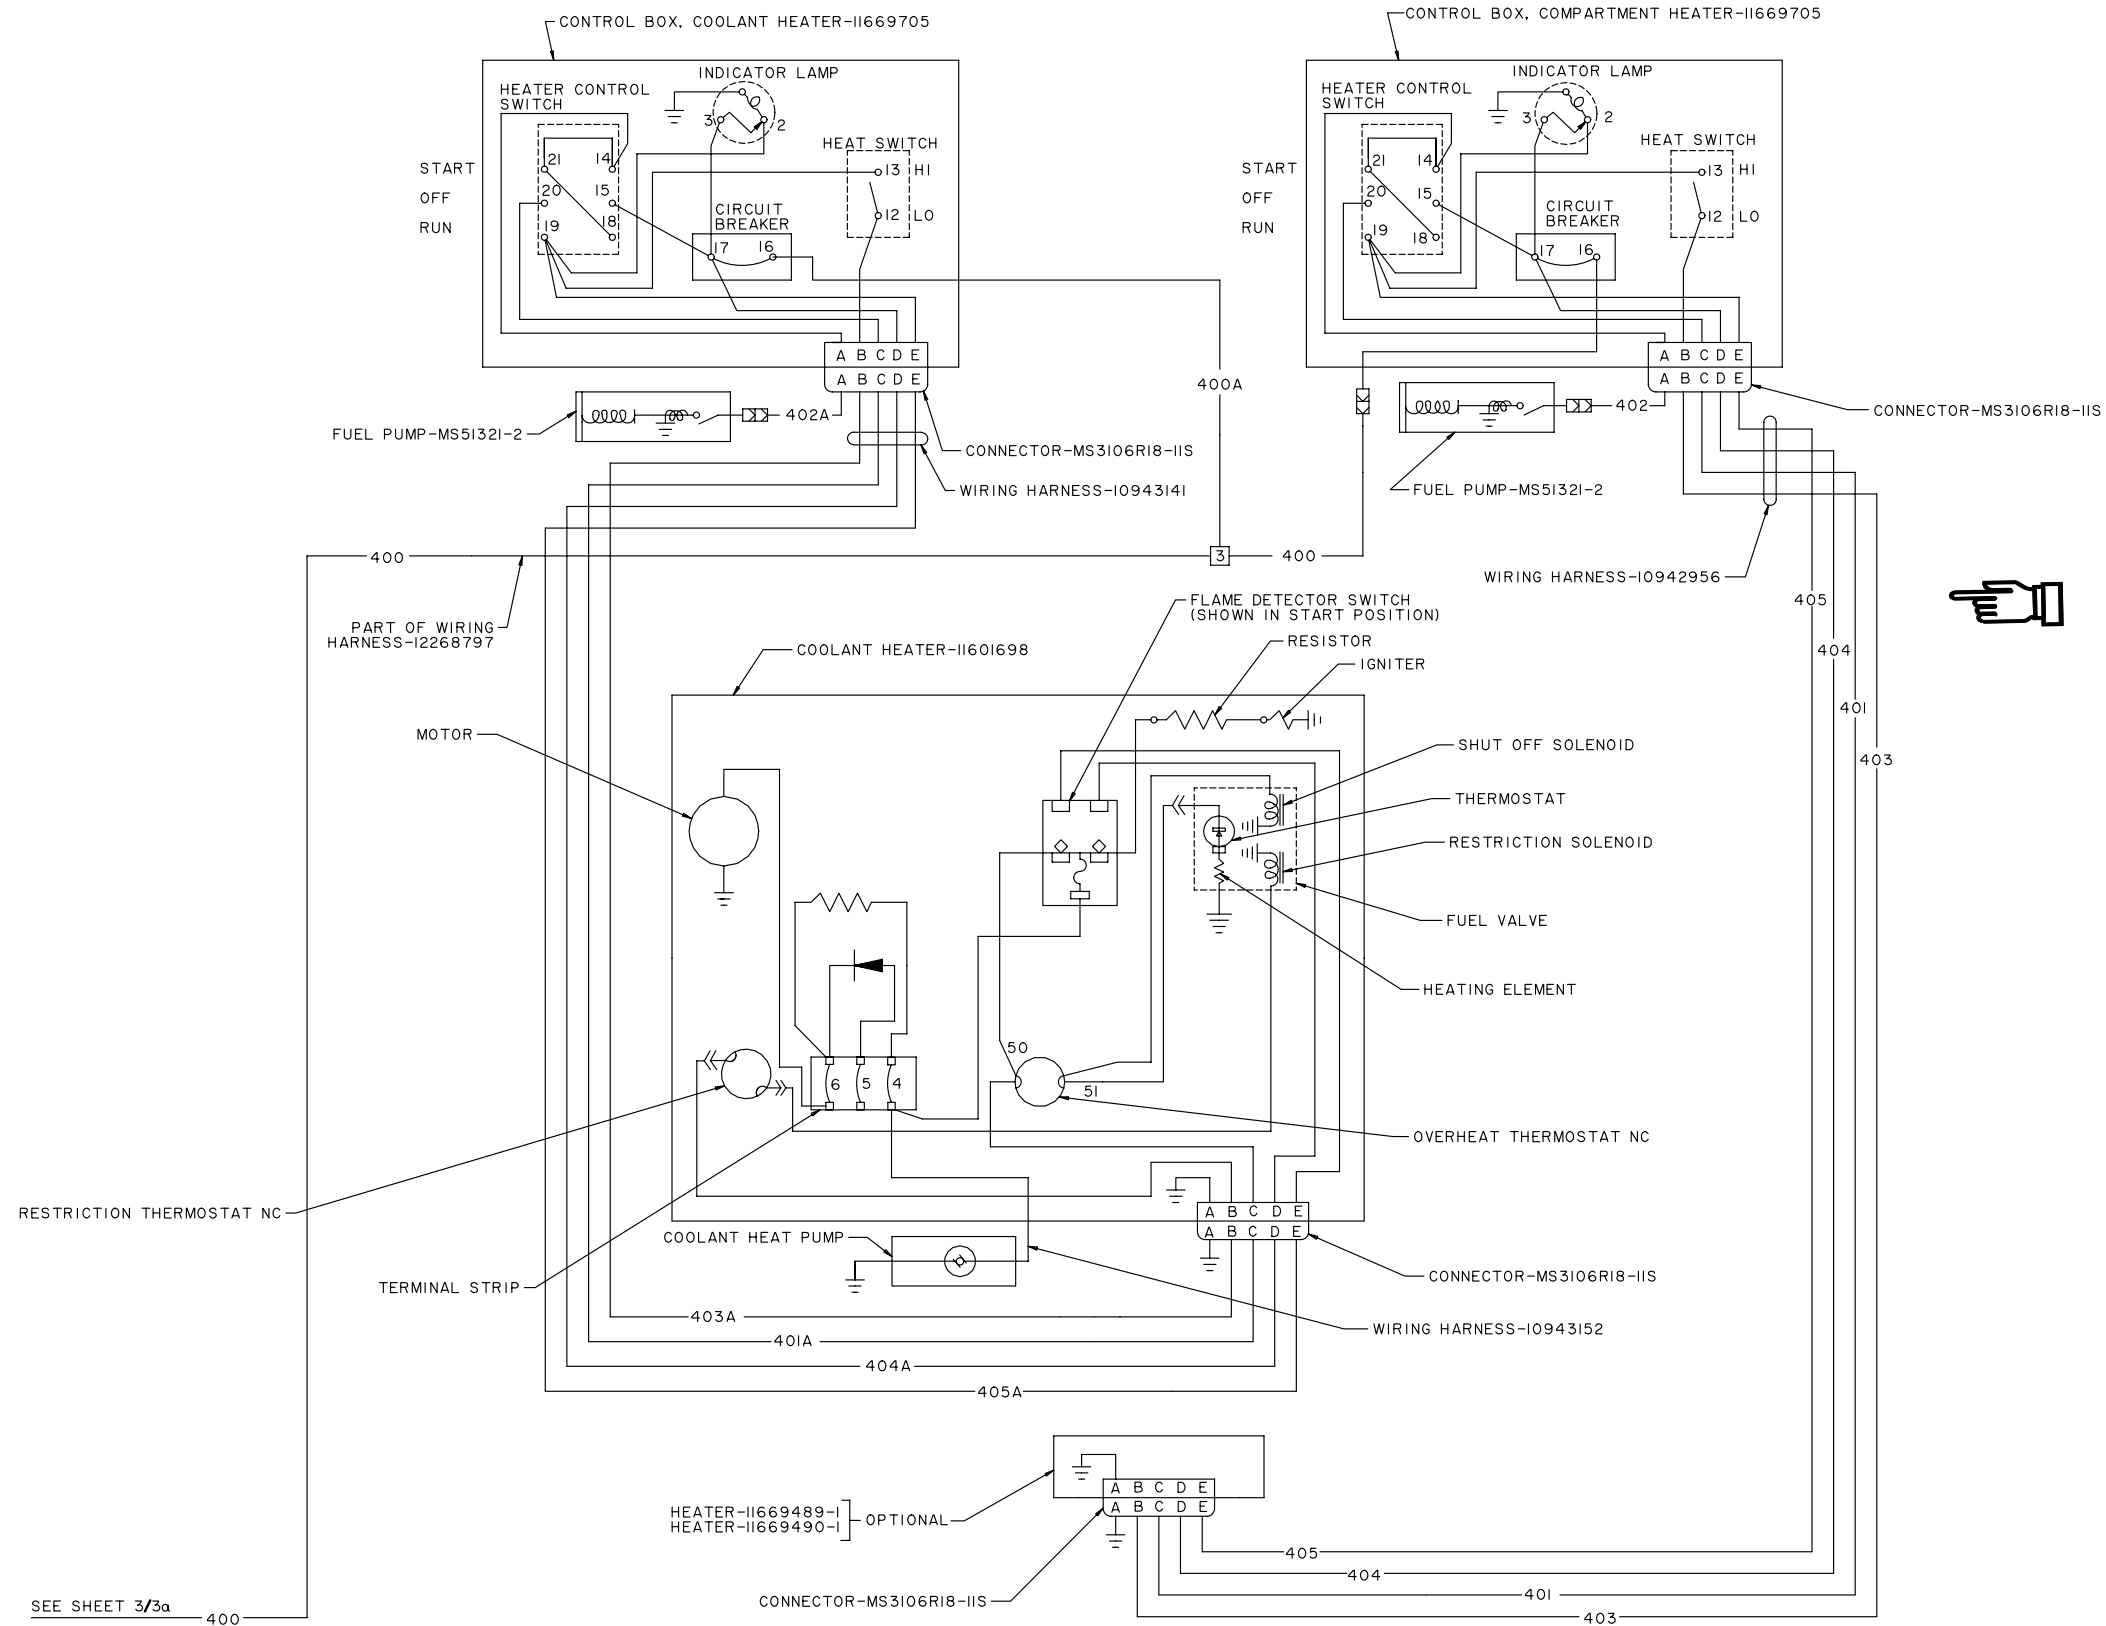 CONTROL BOX, COOLANT HEATER-11669705
CONTROL BOX, COMPARTMENT HEATER-11669705
HEATER CONTROL
SWITCH
INDICATOR LAMP
3
2
HEAT SWITCH
START
OFF
RUN
21
14
20
15
19
18
13 HI
12 LO
CIRCUIT
BREAKER
17
16
A B C D E
A B C D E
402A
FUEL PUMP-MS51321-2
CONNECTOR-MS3106R18-11S
WIRING HARNESS-10943141
400A
HEATER CONTROL
SWITCH
INDICATOR LAMP
3
2
HEAT SWITCH
START
OFF
RUN
21
14
20
15
19
18
13 HI
12 LO
CIRCUIT
BREAKER
17
16
A B C D E
A B C D E
402
CONNECTOR-MS3106R18-11S
FUEL PUMP-MS51321-2
400
3
400
WIRING HARNESS-10942956
PART OF WIRING
HARNESS-12268797
FLAME DETECTOR SWITCH
(SHOWN IN START POSITION)
RESISTOR
IGNITER
COOLANT HEATER-11601698
405
404
401
403
MOTOR
SHUT OFF SOLENOID
THERMOSTAT
RESTRICTION SOLENOID
FUEL VALVE
HEATING ELEMENT
50
51
6
5
4
OVERHEAT THERMOSTAT NC
RESTRICTION THERMOSTAT NC
A B C D E
A B C D E
COOLANT HEAT PUMP
TERMINAL STRIP
CONNECTOR-MS3106R18-11S
403A
WIRING HARNESS-10943152
401A
404A
405A
A B C D E
A B C D E
HEATER-11669489-1
HEATER-11669490-1
OPTIONAL
405
404
401
403
CONNECTOR-MS3106R18-11S
SEE SHEET 3/3a
400